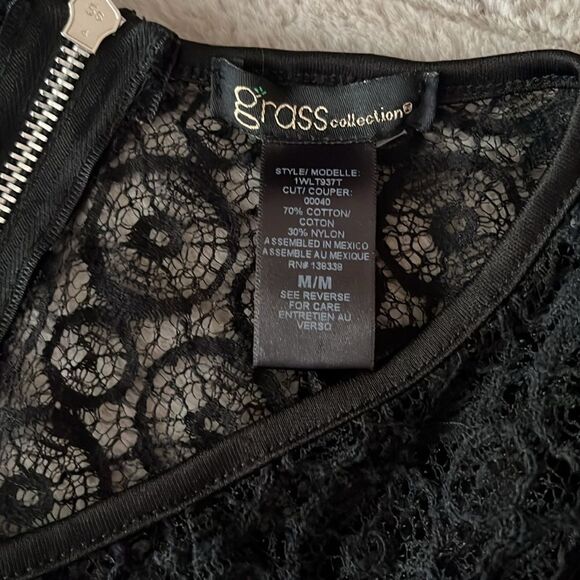 grass collection
STYLE/ MODELLE:
1WLT937T
CUT/ COUPER:
00040
70% COTTON/
COTON
30% NYLON
ASSEMBLED IN MEXICO
ASSEMBLE AU MEXIQUE
RN# 139339
M/M
SEE REVERSE
FOR CARE
ENTRETIEN AU
VERSO